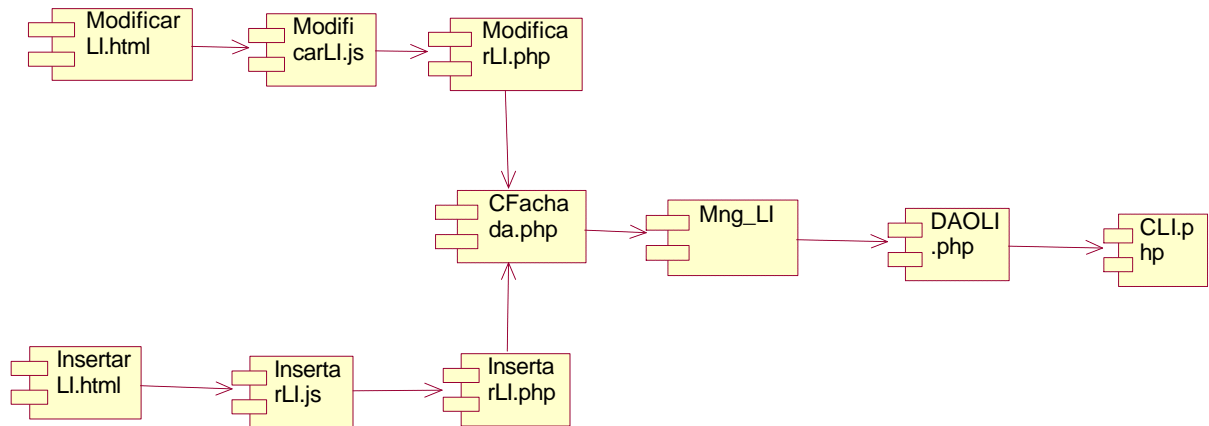 Modificar
LI.html
Modifi
carLI.js
Modifica
rLI.php
CFacha
da.php
Mng_LI
DAOLI
.php
CLI.p
hp
Insertar
LI.html
Inserta
rLI.js
Inserta
rLI.php